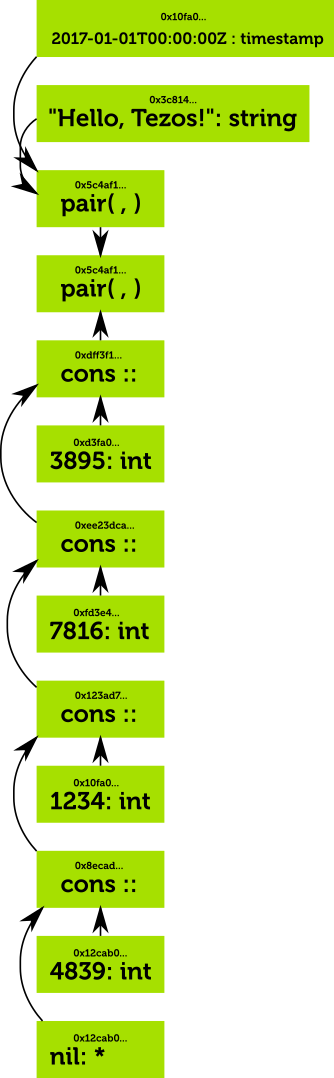 0x10fa0...
2017-01-01T00:00:00Z : timestamp
0x3c814...
"Hello, Tezos!": string
0x5c4af1...
pair( , )
0x5c4af1...
pair( , )
0xdff3f1...
cons ::
0xd3fa0...
3895: int
0xee23dca...
cons ::
0xfd3e4...
7816: int
0x123ad7...
cons ::
0x10fa0...
1234: int
0x8ecad...
cons ::
0x12cab0...
4839: int
0x12cab0...
nil: *